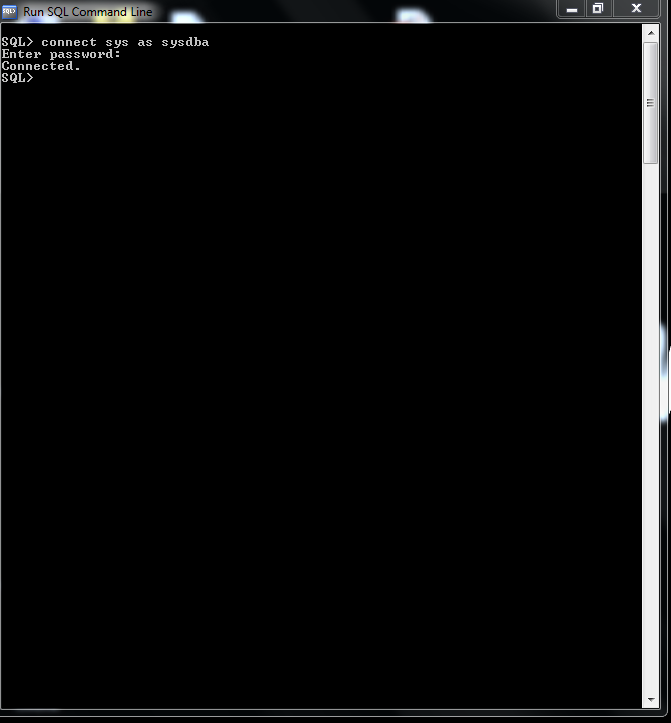 Run SQL Command Line
SQL> connect sys as sysdba
Enter password:
Connected.
SQL>